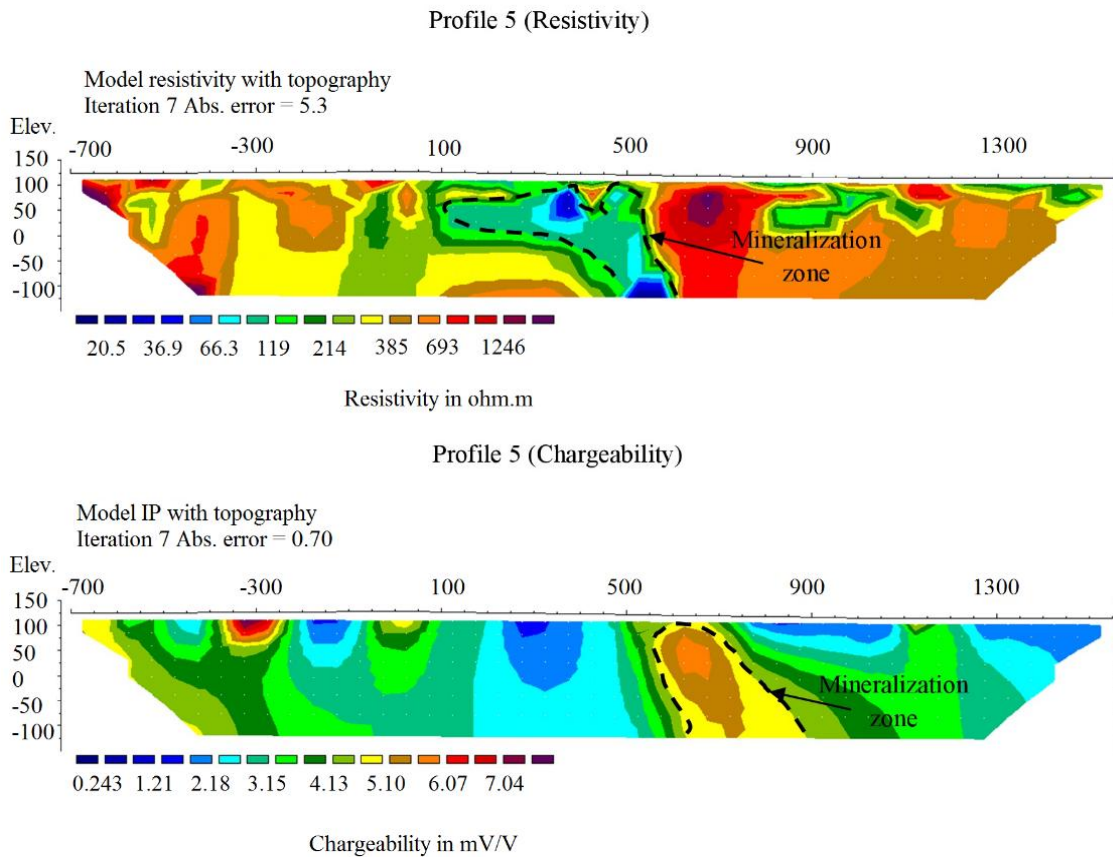 Profile 5 (Resistivity)
Model resistivity with topography
Iteration 7 Abs. error = 5.3
Elev.
-700 -300 100 500 900 1300
150
100
50
0
-50
-100
Mineralization
zone
20.5 36.9 66.3 119 214 385 693 1246
Resistivity in ohm.m
Profile 5 (Chargeability)
Model IP with topography
Iteration 7 Abs. error = 0.70
Elev.
-700 -300 100 500 900 1300
150
100
50
0
-50
-100
Mineralization
zone
0.243 1.21 2.18 3.15 4.13 5.10 6.07 7.04
Chargeability in mV/V